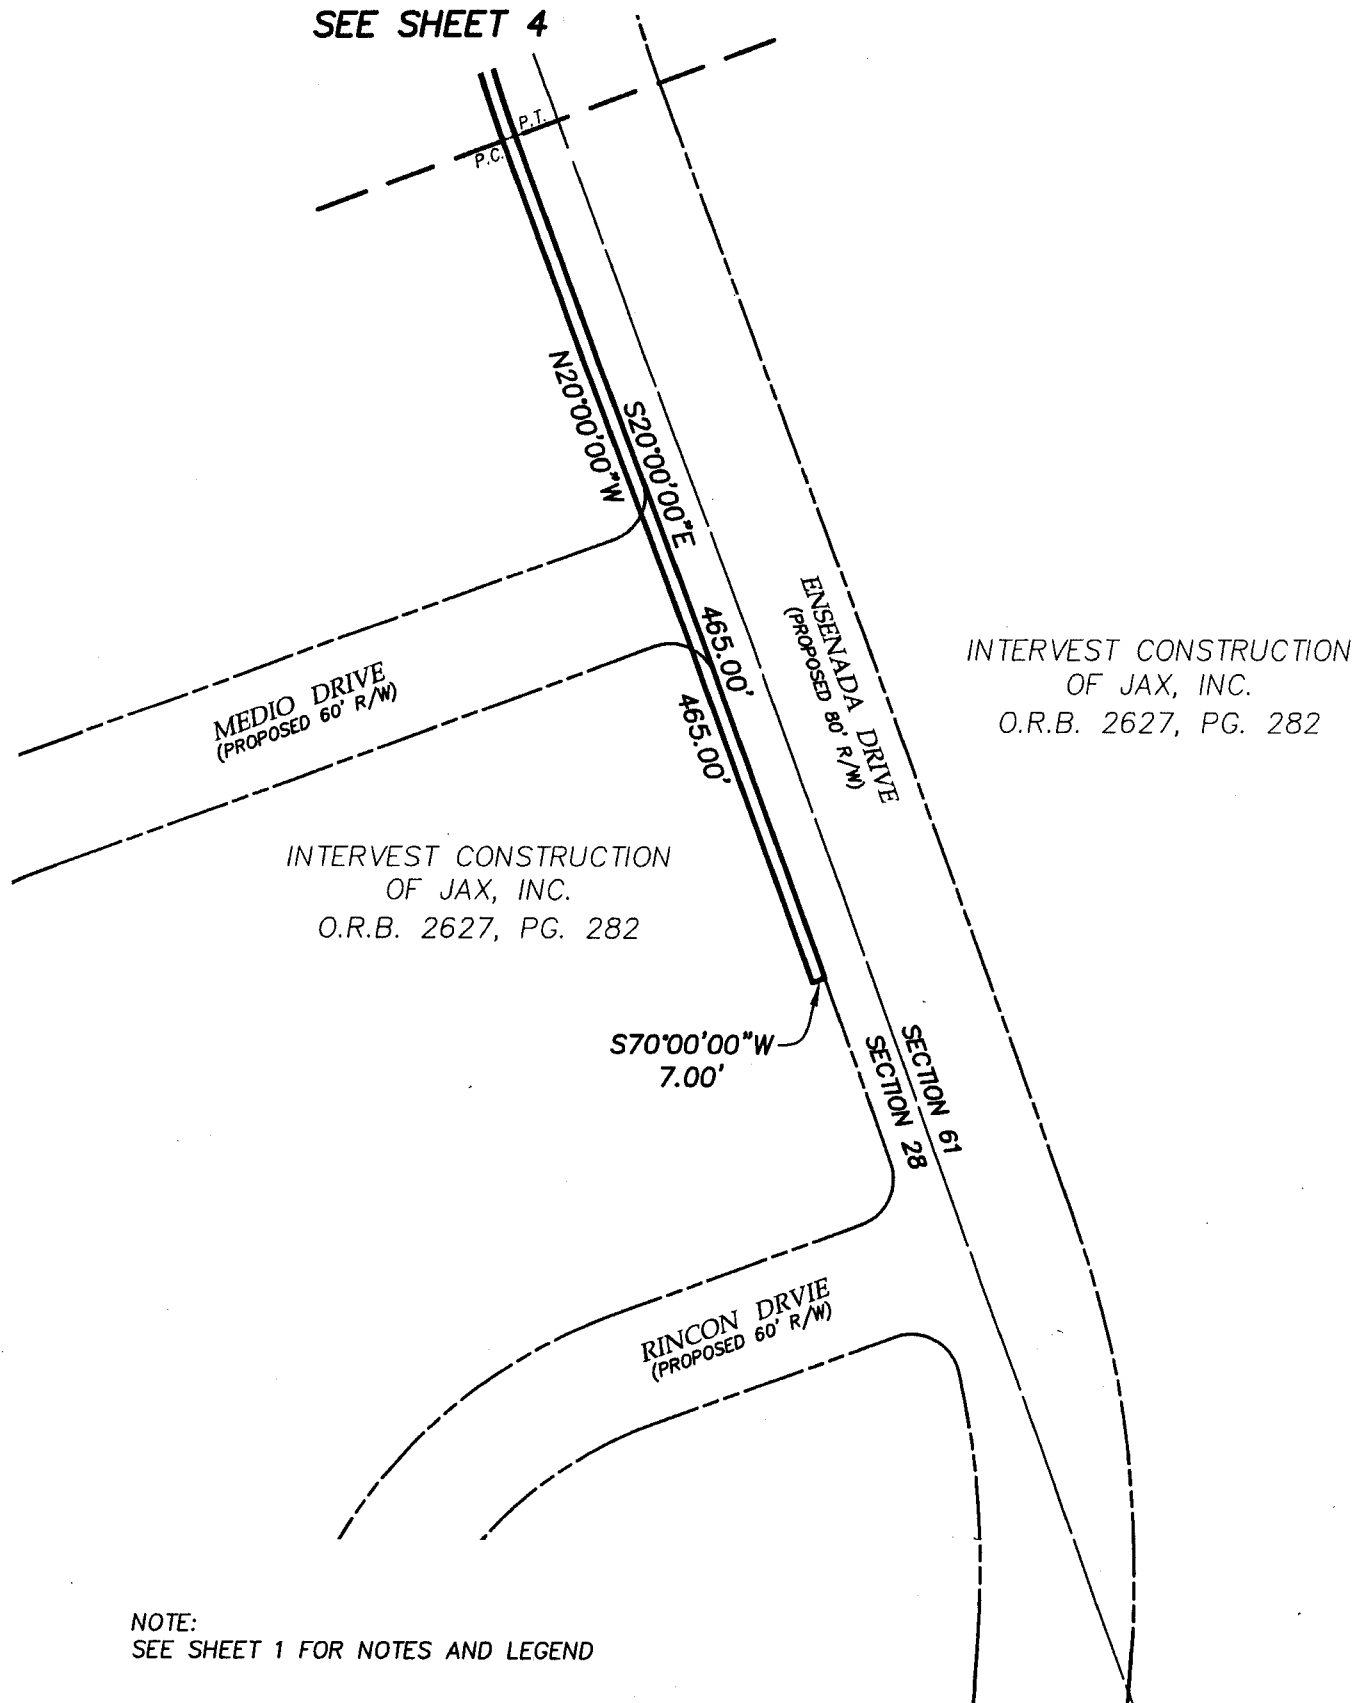 SEE SHEET 4
P.T.
P.C.
N20°00'00"W
S20°00'00"E
465.00'
465.00'
ENSENADA DRIVE
(PROPOSED 80' R/W)
INTERVEST CONSTRUCTION
OF JAX, INC.
O.R.B. 2627, PG. 282
MEDIO DRIVE
(PROPOSED 60' R/W)
INTERVEST CONSTRUCTION
OF JAX, INC.
O.R.B. 2627, PG. 282
S70°00'00"W
7.00'
SECTION 61
SECTION 28
RINCON DRVIE
(PROPOSED 60' R/W)
NOTE:
SEE SHEET 1 FOR NOTES AND LEGEND